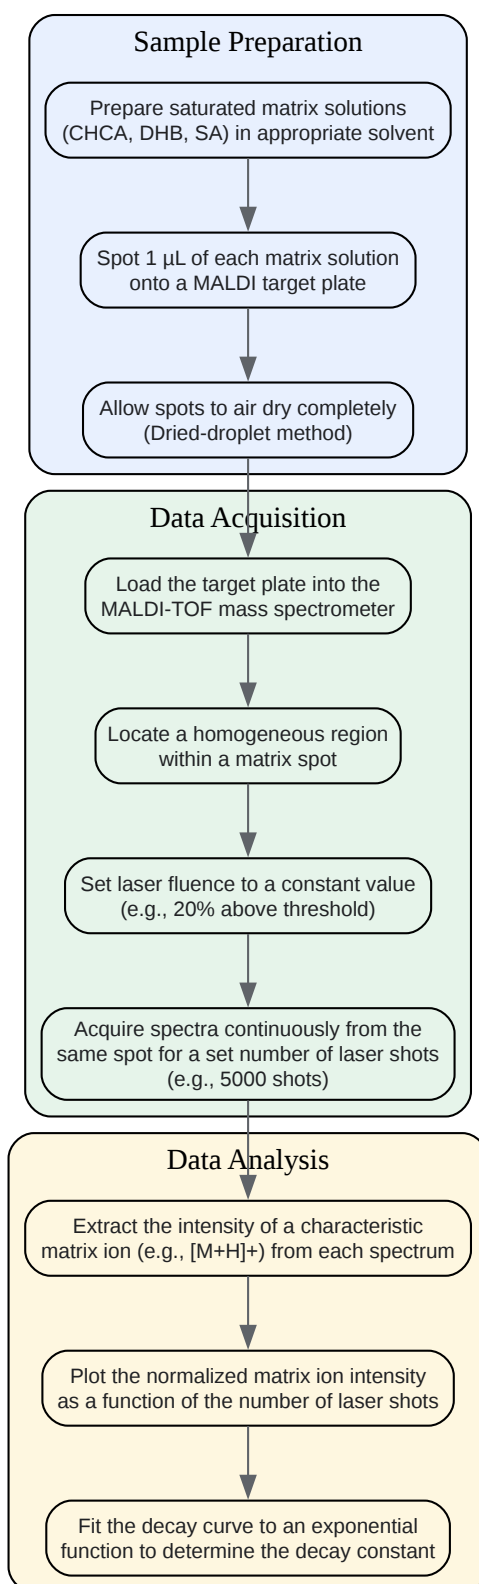 Sample Preparation
Prepare saturated matrix solutions
(CHCA, DHB, SA) in appropriate solvent
Spot 1 µL of each matrix solution
onto a MALDI target plate
Allow spots to air dry completely
(Dried-droplet method)
Data Acquisition
Load the target plate into the
MALDI-TOF mass spectrometer
Locate a homogeneous region
within a matrix spot
Set laser fluence to a constant value
(e.g., 20% above threshold)
Acquire spectra continuously from the
same spot for a set number of laser shots
(e.g., 5000 shots)
Data Analysis
Extract the intensity of a characteristic
matrix ion (e.g., [M+H]+) from each spectrum
Plot the normalized matrix ion intensity
as a function of the number of laser shots
Fit the decay curve to an exponential
function to determine the decay constant